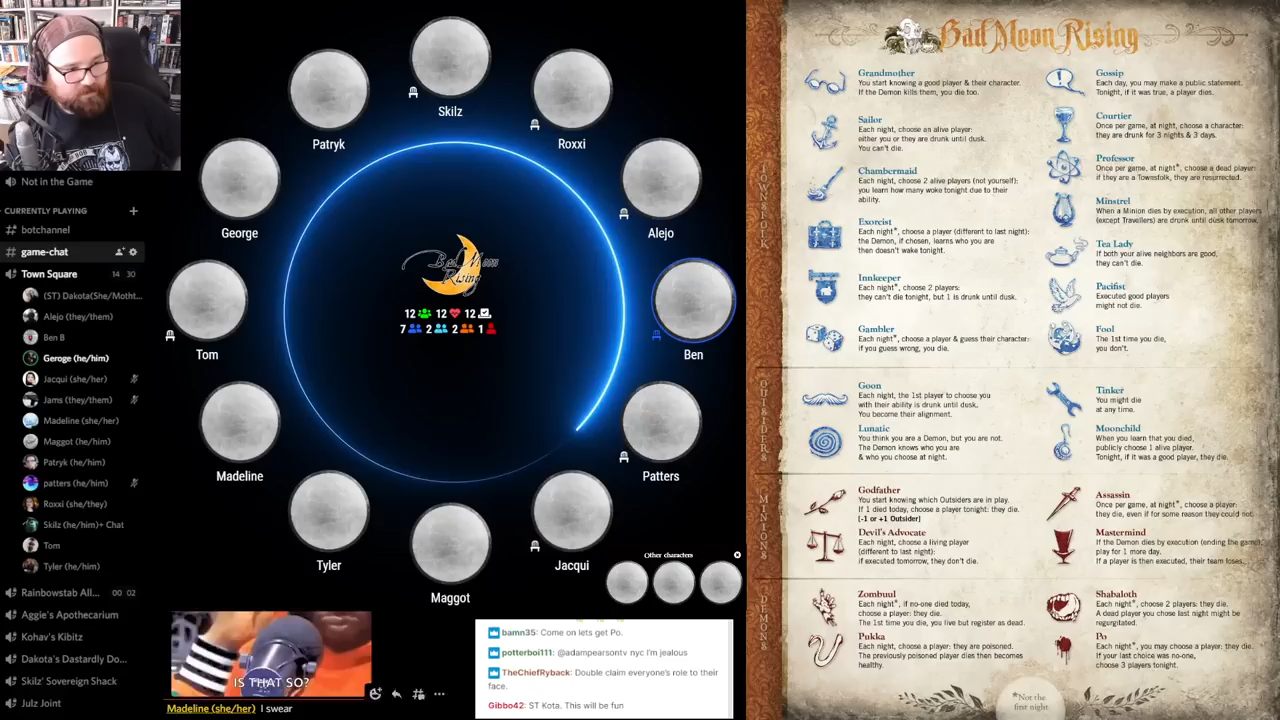 Not in the Game
CURRENTLY PLAYING
botchannel
game-chat
Town Square 14 30
(ST) Dakota(She/Motht...
Alejo (they/them)
Ben B
Geroge (he/him)
Jacqui (she/her)
Jams (they/them)
Madeline (she/her)
Maggot (he/him)
Patryk (he/him)
patters (he/him)
Roxxi (she/they)
Skilz (he/him)+ Chat
Tom
Tyler (he/him)
Rainbowstab All... 00 02
Aggie's Apothecarium
Kohav's Kibitz
Dakota's Dastardly Do...
Skilz' Sovereign Shack
Julz Joint
Skilz
Patryk
Roxxi
George
Alejo
Tom
Ben
Madeline
Patters
Tyler
Jacqui
Maggot
Bad Moon
Rising
12 12 12
7 2 2 1
Other characters
IS THAT SO?
Madeline (she/her) I swear
bamn35: Come on lets get Po.
potterboi111: @adampearsontv nyc I'm jealous
TheChiefRyback: Double claim everyone's role to their
face.
Gibbo42: ST Kota. This will be fun
Bad Moon Rising
TOWNSFOLK
Grandmother
You start knowing a good player & their character.
If the Demon kills them, you die too.
Sailor
Each night, choose an alive player:
either you or they are drunk until dusk.
You can't die.
Chambermaid
Each night, choose 2 alive players (not yourself):
you learn how many woke tonight due to their
ability.
Exorcist
Each night*, choose a player (different to last night):
the Demon, if chosen, learns who you are
then doesn't wake tonight.
Innkeeper
Each night*, choose 2 players:
they can't die tonight, but 1 is drunk until dusk.
Gambler
Each night*, choose a player & guess their character:
if you guess wrong, you die.
Gossip
Each day, you may make a public statement.
Tonight, if it was true, a player dies.
Courtier
Once per game, at night, choose a character:
they are drunk for 3 nights & 3 days.
Professor
Once per game, at night*, choose a dead player:
if they are a Townsfolk, they are resurrected.
Minstrel
When a Minion dies by execution, all other players
(except Travellers) are drunk until dusk tomorrow.
Tea Lady
If both your alive neighbors are good,
they can't die.
Pacifist
Executed good players
might not die.
Fool
The 1st time you die,
you don't.
OUTSIDERS
Goon
Each night, the 1st player to choose you
with their ability is drunk until dusk.
You become their alignment.
Lunatic
You think you are a Demon, but you are not.
The Demon knows who you are
& who you choose at night.
Tinker
You might die
at any time.
Moonchild
When you learn that you died,
publicly choose 1 alive player.
Tonight, if it was a good player, they die.
MINIONS
Godfather
You start knowing which Outsiders are in play.
If 1 died today, choose a player tonight: they die.
[-1 or +1 Outsider]
Devil's Advocate
Each night, choose a living player
(different to last night):
if executed tomorrow, they don't die.
Assassin
Once per game, at night*, choose a player:
they die, even if for some reason they could not.
Mastermind
If the Demon dies by execution (ending the game),
play for 1 more day.
If a player is then executed, their team loses.
DEMONS
Zombuul
Each night*, if no-one died today,
choose a player: they die.
The 1st time you die, you live but register as dead.
Pukka
Each night, choose a player: they are poisoned.
The previously poisoned player dies then becomes
healthy.
Shabaloth
Each night*, choose 2 players: they die.
A dead player you chose last night might be
regurgitated.
Po
Each night*, you may choose a player: they die.
If your last choice was no-one,
choose 3 players tonight.
*Not the
first night